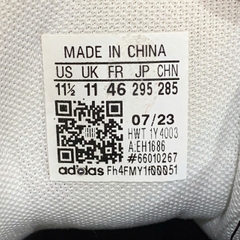 MADE IN CHINA
US UK FR JP CHN
11½ 11 46 295 285
07/23
HWT 1Y4003
A:EH1686
#66010267
adidas Fh4FMY1f00051